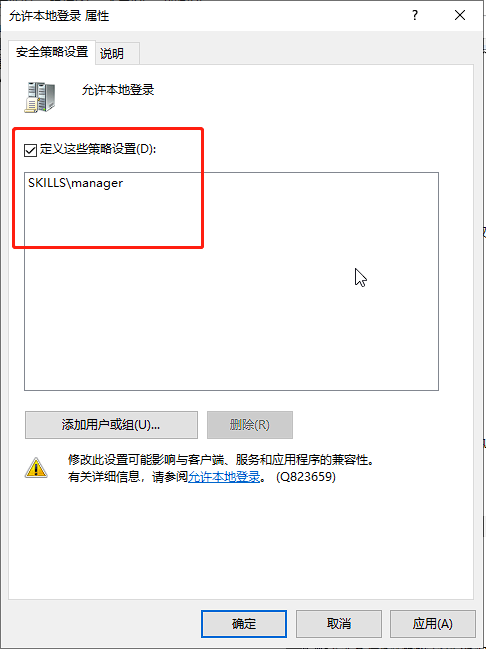 允许本地登录 属性
安全策略设置 说明
允许本地登录
定义这些策略设置(D):
SKILLS\manager
添加用户或组(U)... 删除(R)
修改此设置可能影响与客户端、服务和应用程序的兼容性。
有关详细信息，请参阅允许本地登录。 (Q823659)
确定 取消 应用(A)